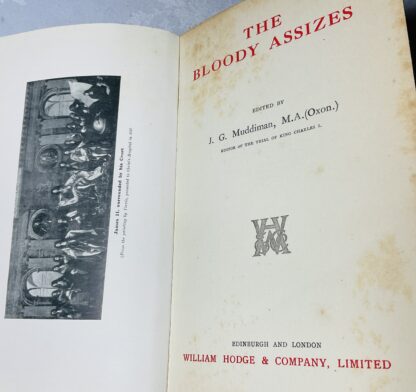 James II. surrounded by his Court
THE
BLOODY ASSIZES
EDITED BY
J. G. Muddiman, M.A.(Oxon.)
EDITOR OF THE TRIAL OF KING CHARLES I.
EDINBURGH AND LONDON
WILLIAM HODGE & COMPANY, LIMITED